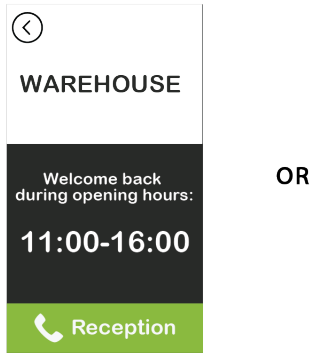 WAREHOUSE
Welcome back
during opening hours:
11:00-16:00
Reception
OR